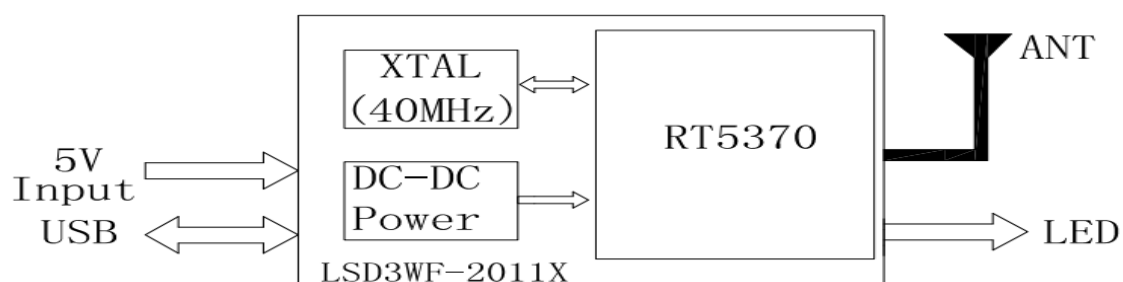 XTAL
(40MHz)
ANT
RT5370
5V
Input
DC-DC
Power
USB
LED
LSD3WF-2011X